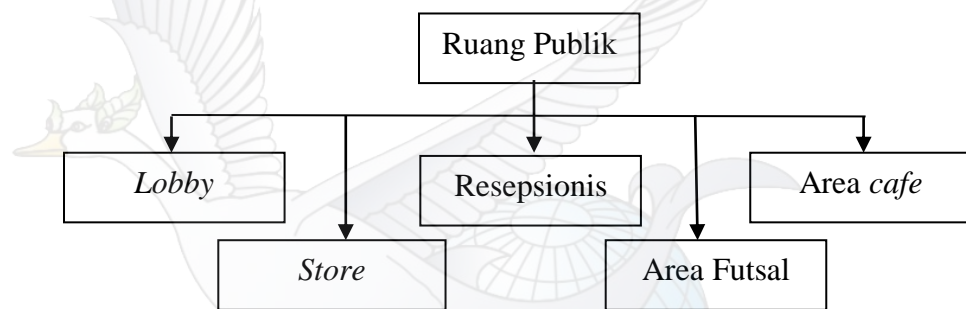 Ruang Publik
Lobby
Resepsionis
Area cafe
Store
Area Futsal